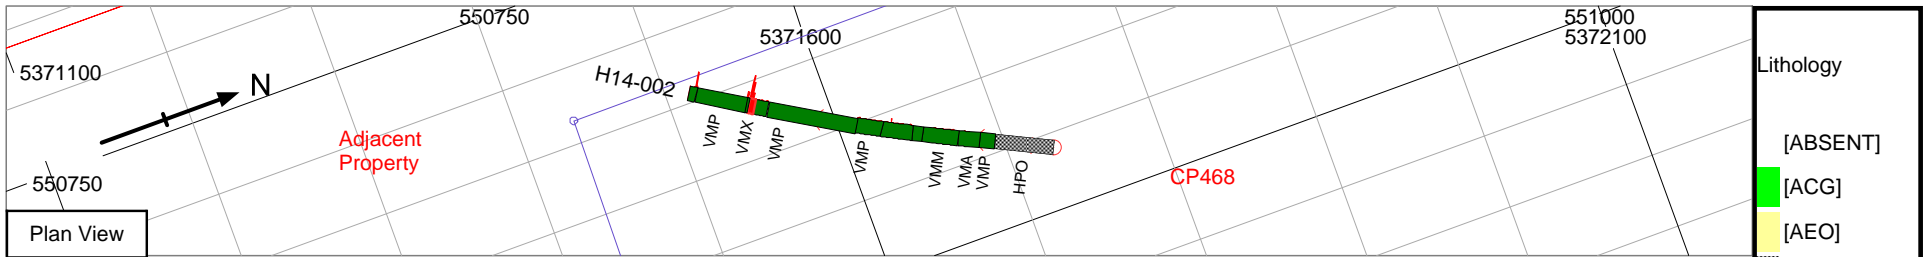 550750
551000
5371600
5372100
5371100
N
H14-002
Adjacent
Property
VMP
VMX
VMP
VMP
VMM
VMA
VMP
HPO
CP468
550750
Plan View
Lithology
[ABSENT]
[ACG]
[AEO]